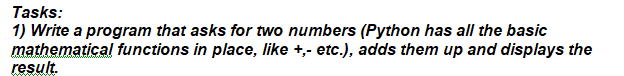 Tasks:
1) Write a program that asks for two numbers (Python has all the basic
mathematical functions in place, like +,- etc.), adds them up and displays the
result.